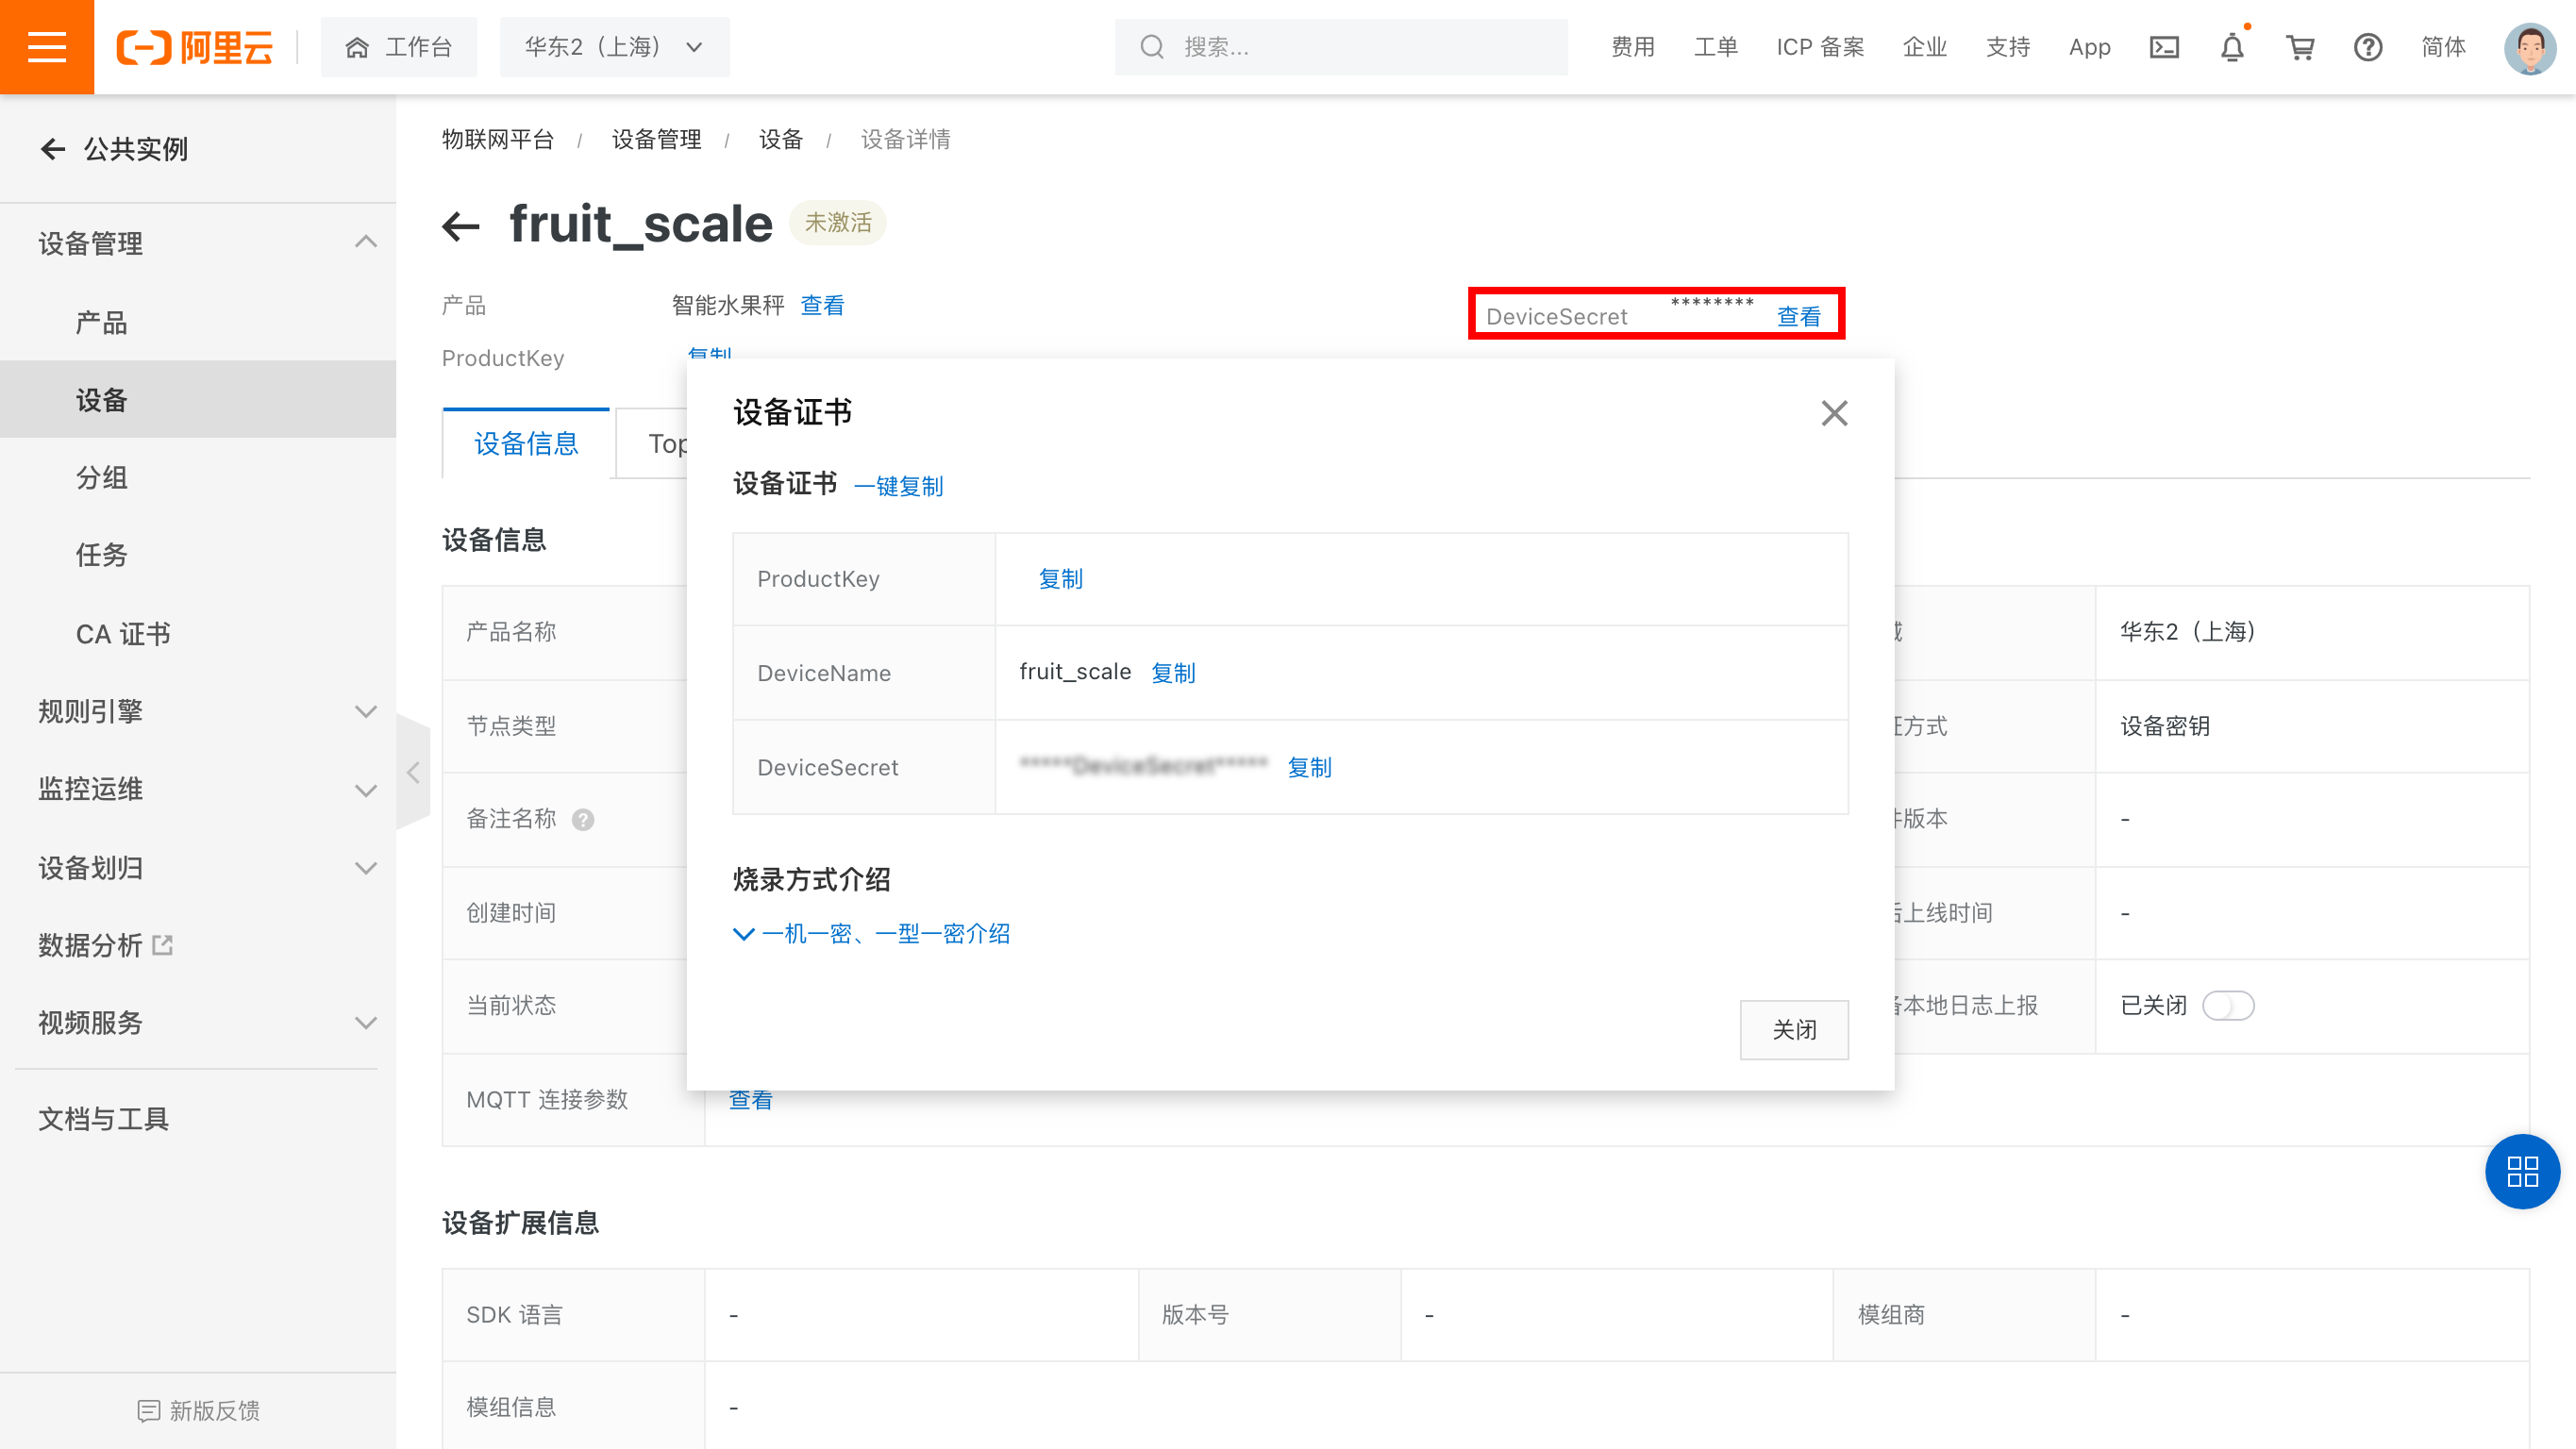 阿里云
工作台
华东2（上海）
搜索...
费用
工单
ICP 备案
企业
支持
App
简体
公共实例
设备管理
产品
设备
分组
任务
CA 证书
规则引擎
监控运维
设备划归
数据分析
视频服务
文档与工具
新版反馈
物联网平台 / 设备管理 / 设备 / 设备详情
fruit_scale 未激活
产品 智能水果秤 查看
DeviceSecret ******** 查看
ProductKey 复制
设备信息
Top
设备证书
设备证书 一键复制
ProductKey 复制
DeviceName fruit_scale 复制
DeviceSecret *****DeviceSecret***** 复制
烧录方式介绍
一机一密、一型一密介绍
关闭
设备信息
产品名称 华东2（上海）
节点类型 方式 设备密钥
备注名称 版本 -
创建时间 上线时间 -
当前状态 本地日志上报 已关闭
MQTT 连接参数 查看
设备扩展信息
SDK 语言 - 版本号 - 模组商 -
模组信息 -